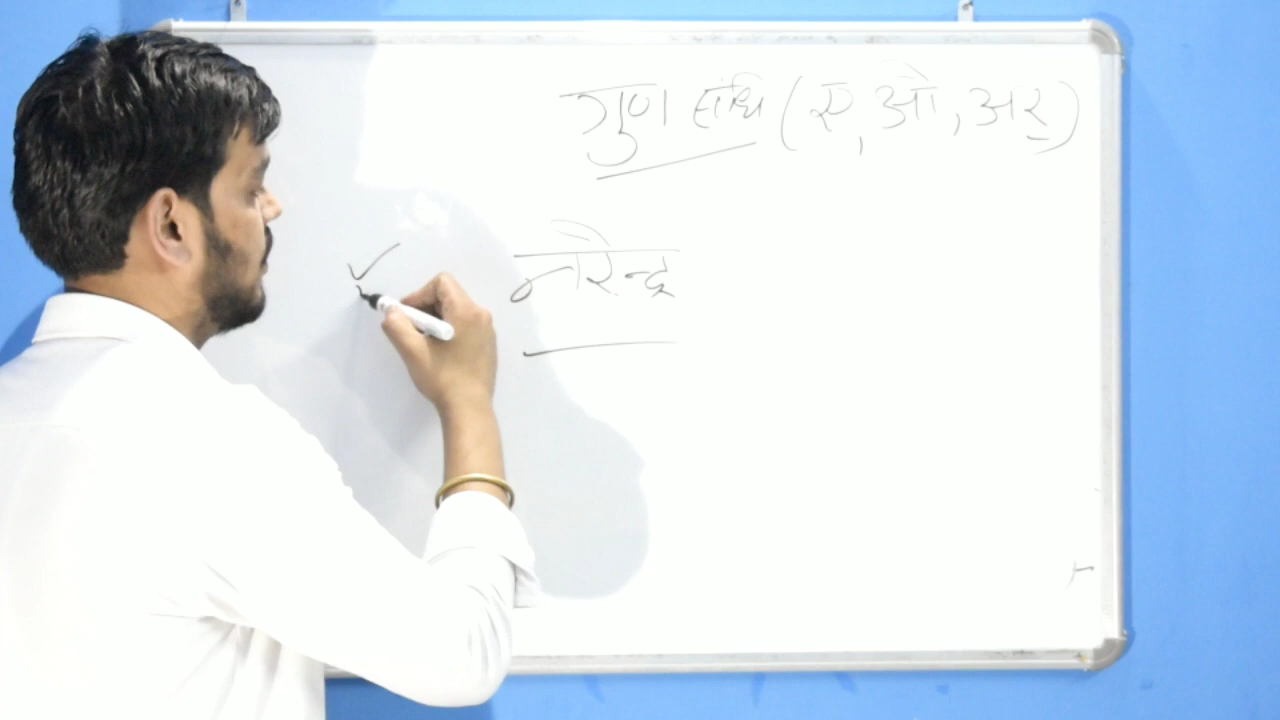 गुण संधि (ए, ओ, अर्)
नरेन्द्र